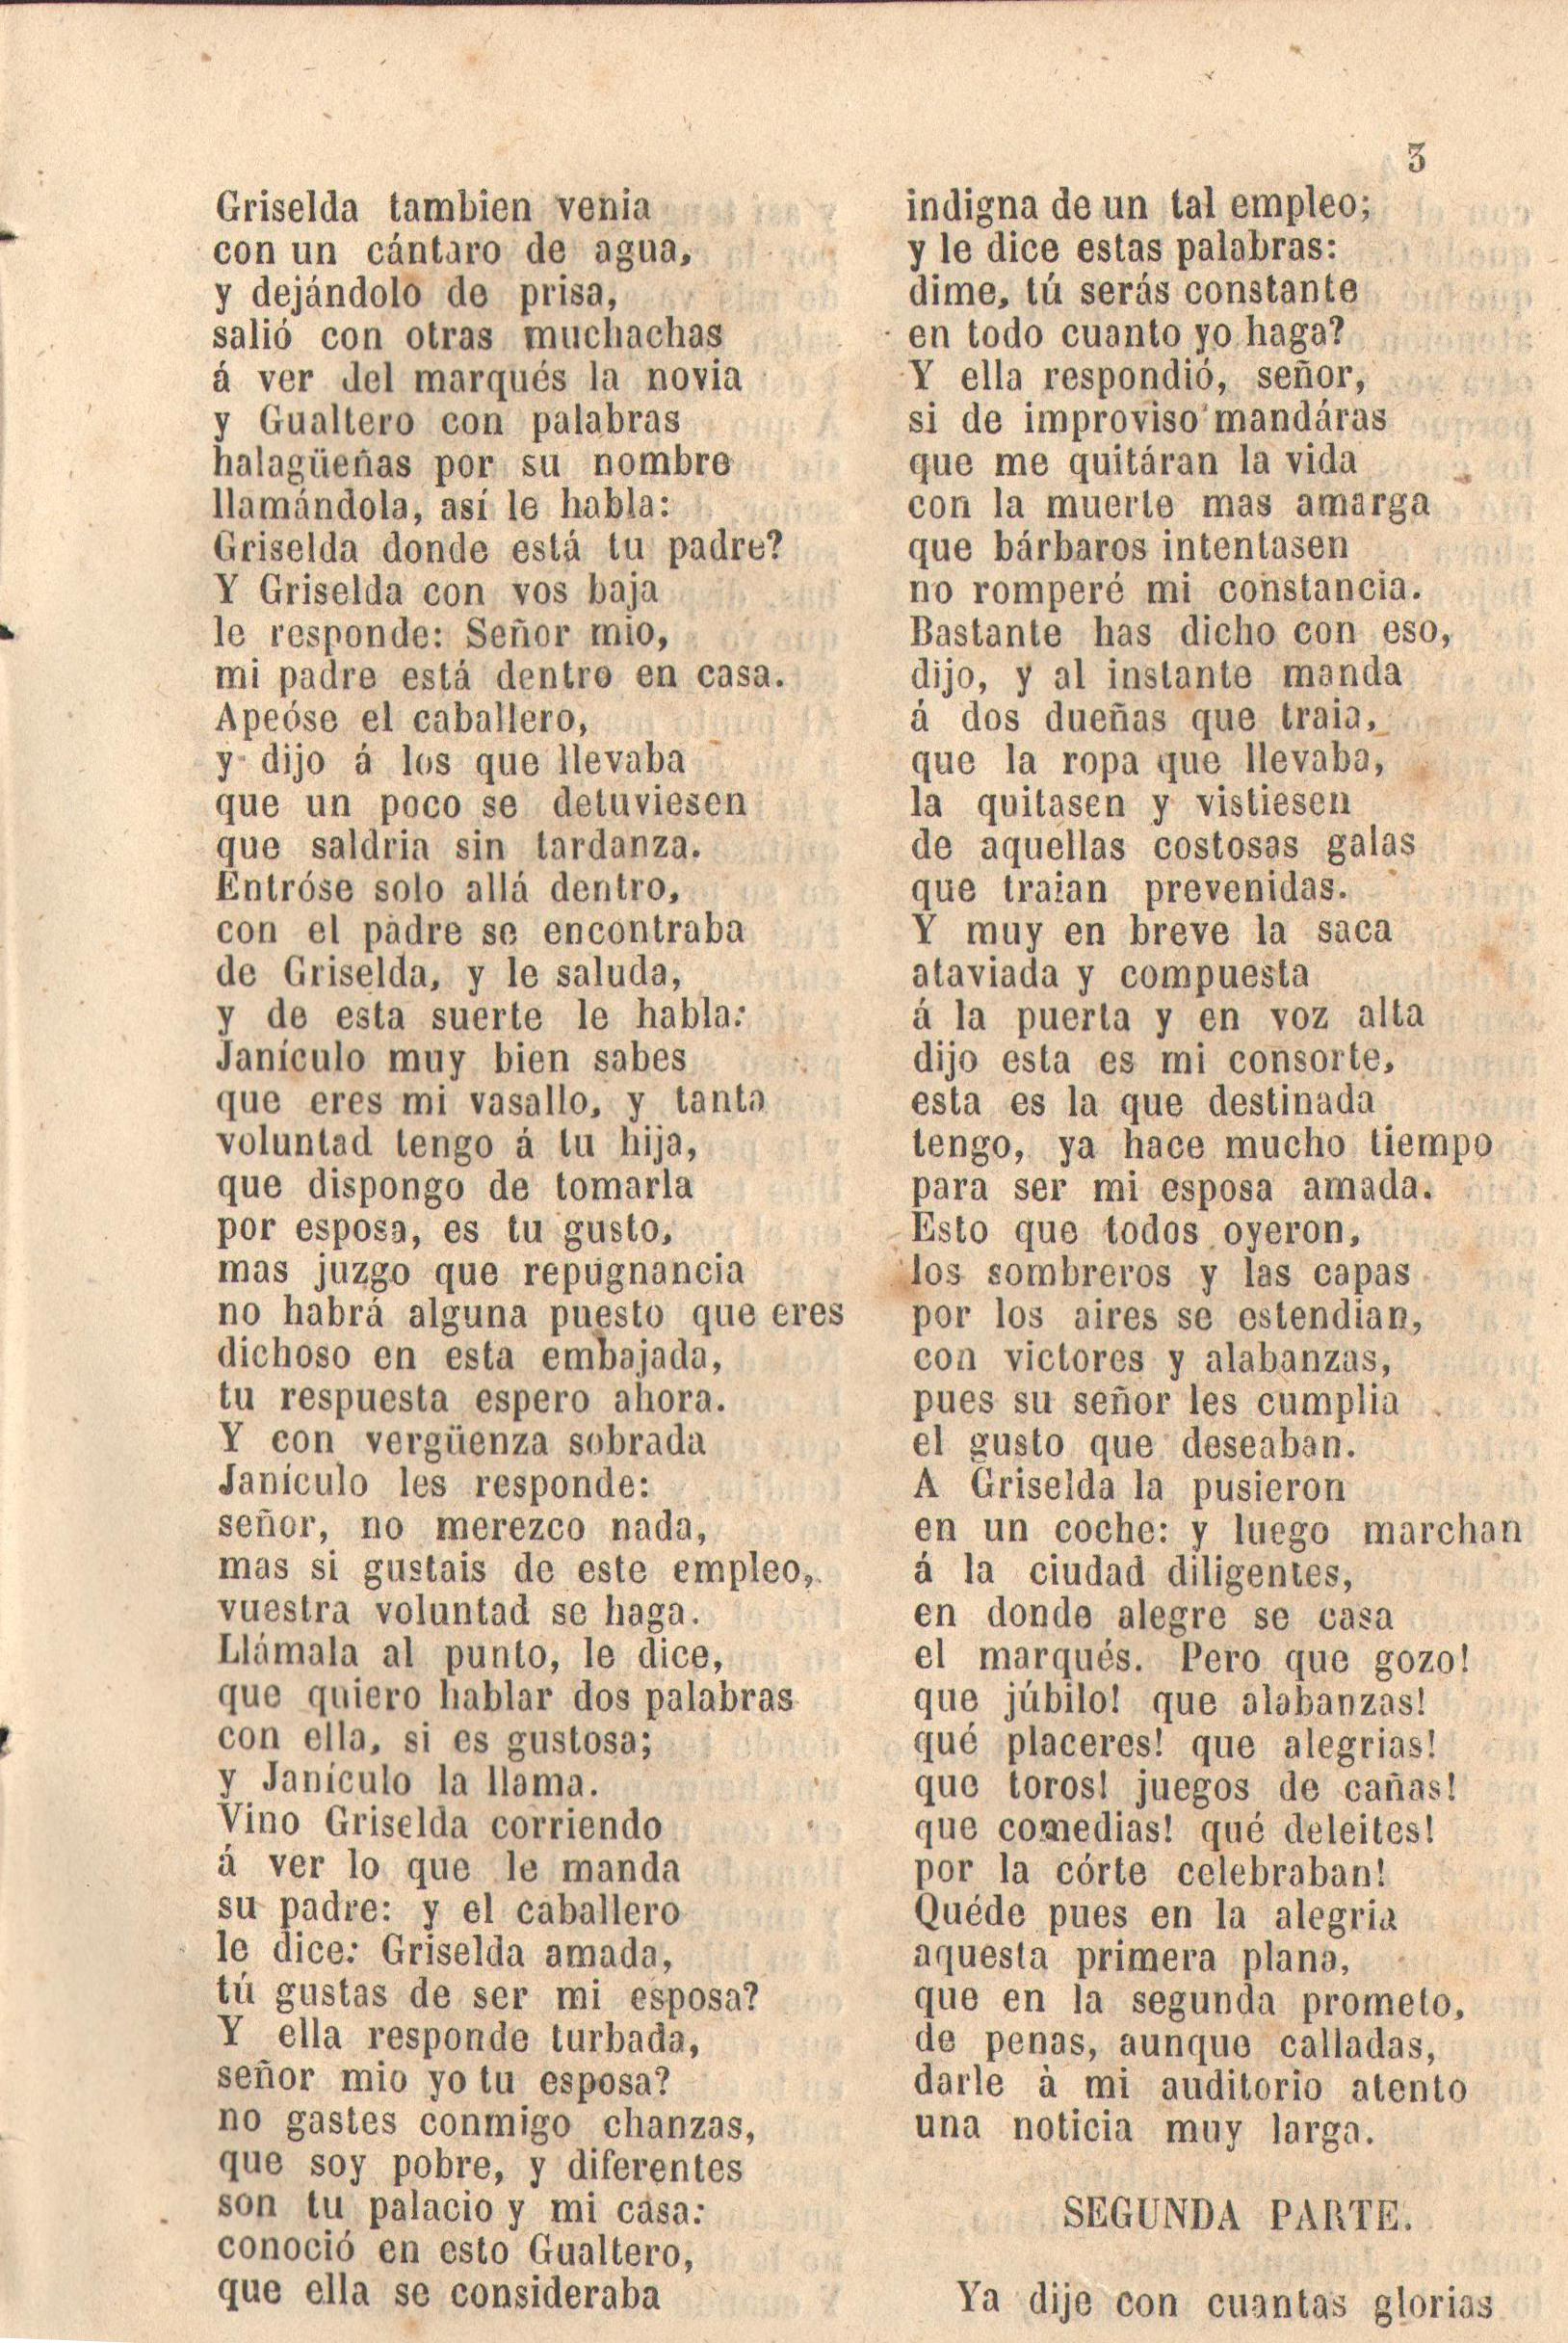 3
Griselda tambien venia
con un cántaro de agua,
y dejándolo de prisa,
salió con otras muchachas
á ver del marqués la novia
y Gualtero con palabras
halagüeñas por su nombre
llamándola, así le habla:
Griselda donde está tu padre?
Y Griselda con vos baja
le responde: Señor mio,
mi padre está dentro en casa.
Apeóse el caballero,
y dijo á los que llevaba
que un poco se detuviesen
que saldria sin tardanza.
Entróse solo allá dentro,
con el padre se encontraba
de Griselda, y le saluda,
y de esta suerte le habla:
Janículo muy bien sabes
que eres mi vasallo, y tanta
voluntad tengo á tu hija,
que dispongo de tomarla
por esposa, es tu gusto,
mas juzgo que repugnancia
no habrá alguna puesto que eres
dichoso en esta embajada,
tu respuesta espero ahora.
Y con vergüenza sobrada
Janículo les responde:
señor, no merezco nada,
mas si gustais de este empleo,
vuestra voluntad se haga.
Llámala al punto, le dice,
que quiero hablar dos palabras
con ella, si es gustosa;
y Janículo la llama.
Vino Griselda corriendo
á ver lo que le manda
su padre: y el caballero
le dice: Griselda amada,
tú gustas de ser mi esposa?
Y ella responde turbada,
señor mio yo tu esposa?
no gastes conmigo chanzas,
que soy pobre, y diferentes
son tu palacio y mi casa:
conoció en esto Gualtero,
que ella se consideraba
indigna de un tal empleo;
y le dice estas palabras:
dime, tú serás constante
en todo cuanto yo haga?
Y ella respondió, señor,
si de improviso mandáras
que me quitáran la vida
con la muerte mas amarga
que bárbaros intentasen
no romperé mi constancia.
Bastante has dicho con eso,
dijo, y al instante manda
á dos dueñas que traia,
que la ropa que llevaba,
la quitasen y vistiesen
de aquellas costosas galas
que traian prevenidas.
Y muy en breve la saca
ataviada y compuesta
á la puerta y en voz alta
dijo esta es mi consorte,
esta es la que destinada
tengo, ya hace mucho tiempo
para ser mi esposa amada.
Esto que todos oyeron,
los sombreros y las capas
por los aires se estendian,
con victores y alabanzas,
pues su señor les cumplia
el gusto que deseaban.
A Griselda la pusieron
en un coche: y luego marchan
á la ciudad diligentes,
en donde alegre se casa
el marqués. Pero que gozo!
que júbilo! que alabanzas!
qué placeres! que alegrias!
que toros! juegos de cañas!
que comedias! qué deleites!
por la córte celebraban!
Quéde pues en la alegria
aquesta primera plana,
que en la segunda prometo,
de penas, aunque calladas,
darle à mi auditorio atento
una noticia muy larga.
SEGUNDA PARTE.
Ya dije con cuantas glorias